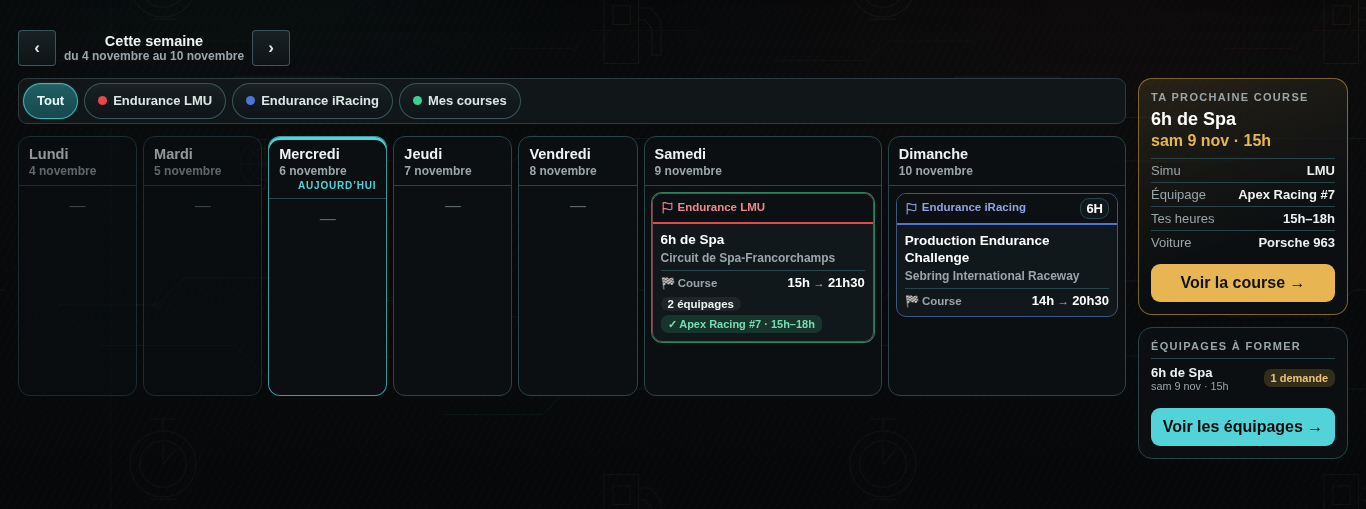 ‹
Cette semaine
du 4 novembre au 10 novembre
›
Tout
Endurance LMU
Endurance iRacing
Mes courses
Lundi
4 novembre
—
Mardi
5 novembre
—
Mercredi
6 novembre
AUJOURD'HUI
—
Jeudi
7 novembre
—
Vendredi
8 novembre
—
Samedi
9 novembre
Endurance LMU
6h de Spa
Circuit de Spa-Francorchamps
Course 15h → 21h30
2 équipages
✓ Apex Racing #7 · 15h–18h
Dimanche
10 novembre
Endurance iRacing 6H
Production Endurance
Challenge
Sebring International Raceway
Course 14h → 20h30
TA PROCHAINE COURSE
6h de Spa
sam 9 nov · 15h
Simu LMU
Équipage Apex Racing #7
Tes heures 15h–18h
Voiture Porsche 963
Voir la course →
ÉQUIPAGES À FORMER
6h de Spa
sam 9 nov · 15h
1 demande
Voir les équipages →